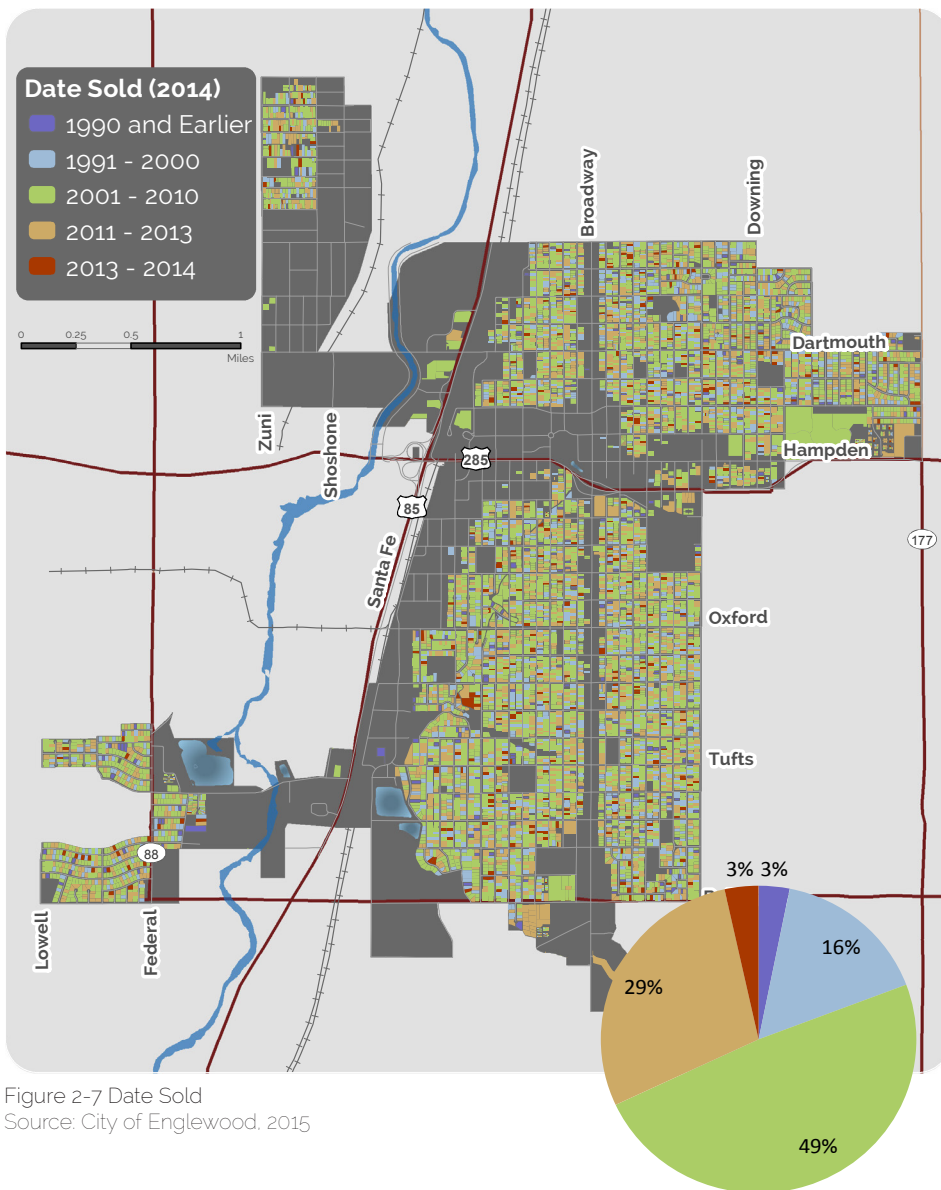 Date Sold (2014)
1990 and Earlier
1991 - 2000
2001 - 2010
2011 - 2013
2013 - 2014
0 0.25 0.5 1
Miles
Broadway
Downing
Dartmouth
Zuni
Shoshone
Hampden
285
85
Santa Fe
177
Oxford
Tufts
88
Lowell
Federal
3% 3%
16%
29%
49%
Figure 2-7 Date Sold
Source: City of Englewood, 2015